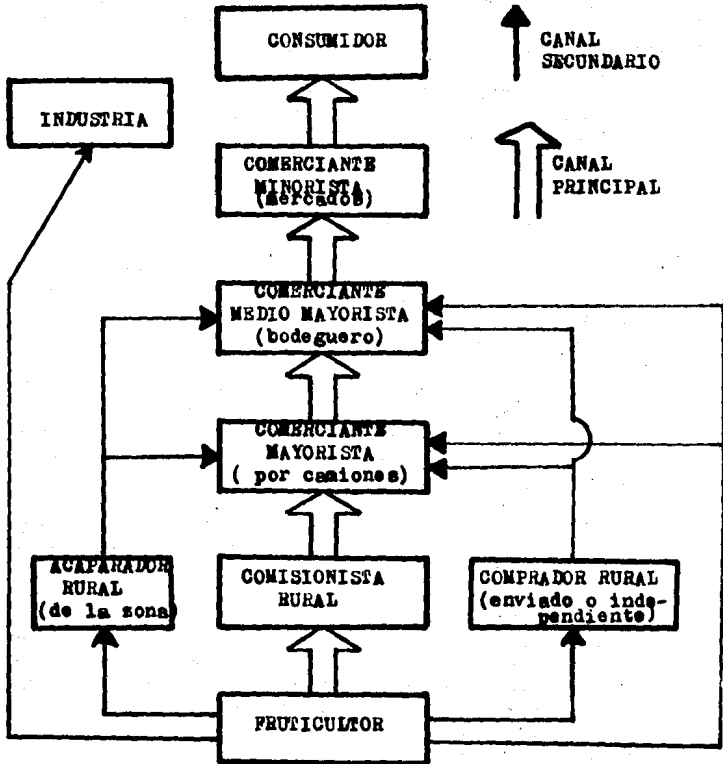 CONSUMIDOR
CANAL
SECUNDARIO
INDUSTRIA
COMERCIANTE
MINORISTA
(mercados)
CANAL
PRINCIPAL
COMERCIANTE
MEDIO MAYORISTA
(bodeguero)
COMERCIANTE
MAYORISTA
( por camiones)
ACAPARADOR
RURAL
(de la zona)
COMISIONISTA
RURAL
COMPRADOR RURAL
(enviado o inde-
pendiente)
FRUTICULTOR